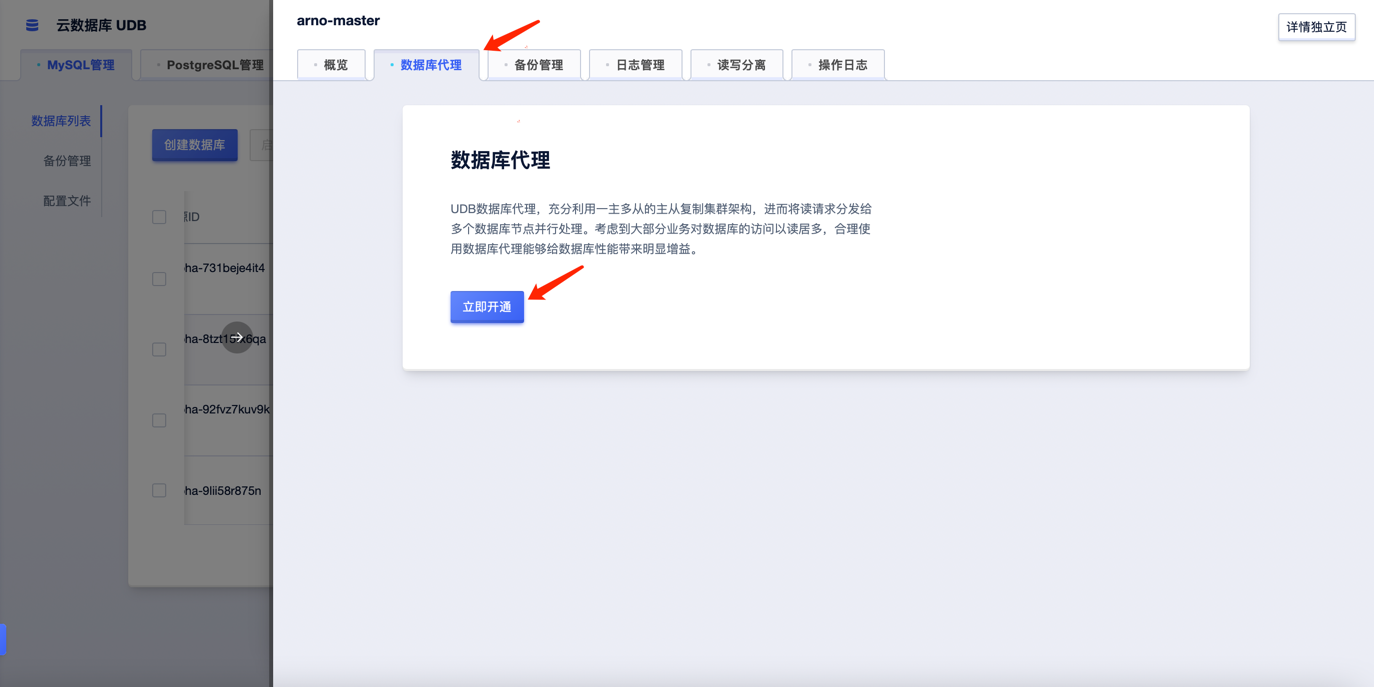 云数据库 UDB
arno-master
详情独立页
MySQL管理
PostgreSQL管理
概览
数据库代理
备份管理
日志管理
读写分离
操作日志
数据库列表
备份管理
配置文件
创建数据库
ID
ha-731beje4it4
ha-92fvz7kuv9k
ha-9lii58r875n
数据库代理
UDB数据库代理，充分利用一主多从的主从复制集群架构，进而将读请求分发给
多个数据库节点并行处理。考虑到大部分业务对数据库的访问以读居多，合理使
用数据库代理能够给数据库性能带来明显增益。
立即开通